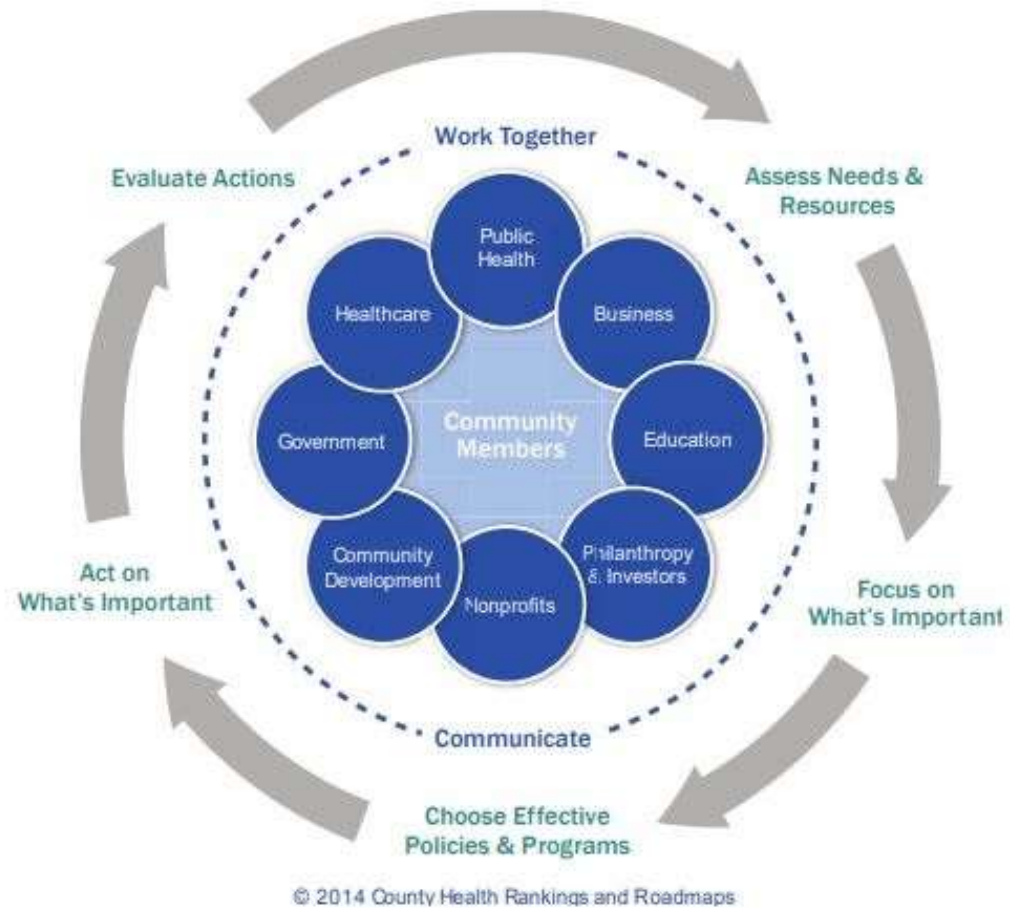 Work Together
Evaluate Actions
Assess Needs &
Resources
Public
Health
Healthcare
Business
Community
Members
Government
Education
Community
Development
Philanthropy
& Investors
Nonprofits
Act on
What's Important
Focus on
What's Important
Communicate
Choose Effective
Policies & Programs
© 2014 County Health Rankings and Roadmaps